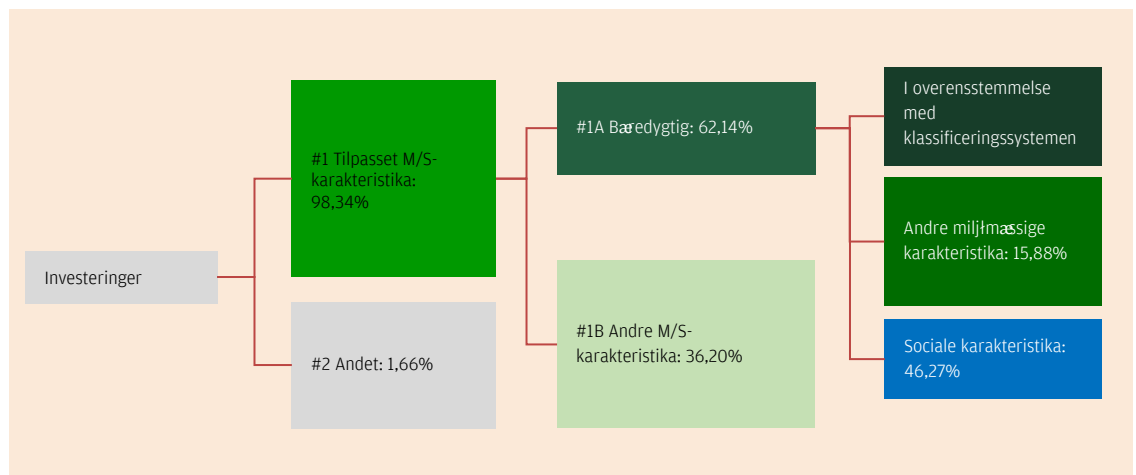 Investeringer
#1 Tilpasset M/S-
karakteristika:
98,34%
#2 Andet: 1,66%
#1A Bæredygtig: 62,14%
#1B Andre M/S-
karakteristika: 36,20%
I overensstemmelse
med
klassificeringssystemen
Andre miljłmæssige
karakteristika: 15,88%
Sociale karakteristika:
46,27%